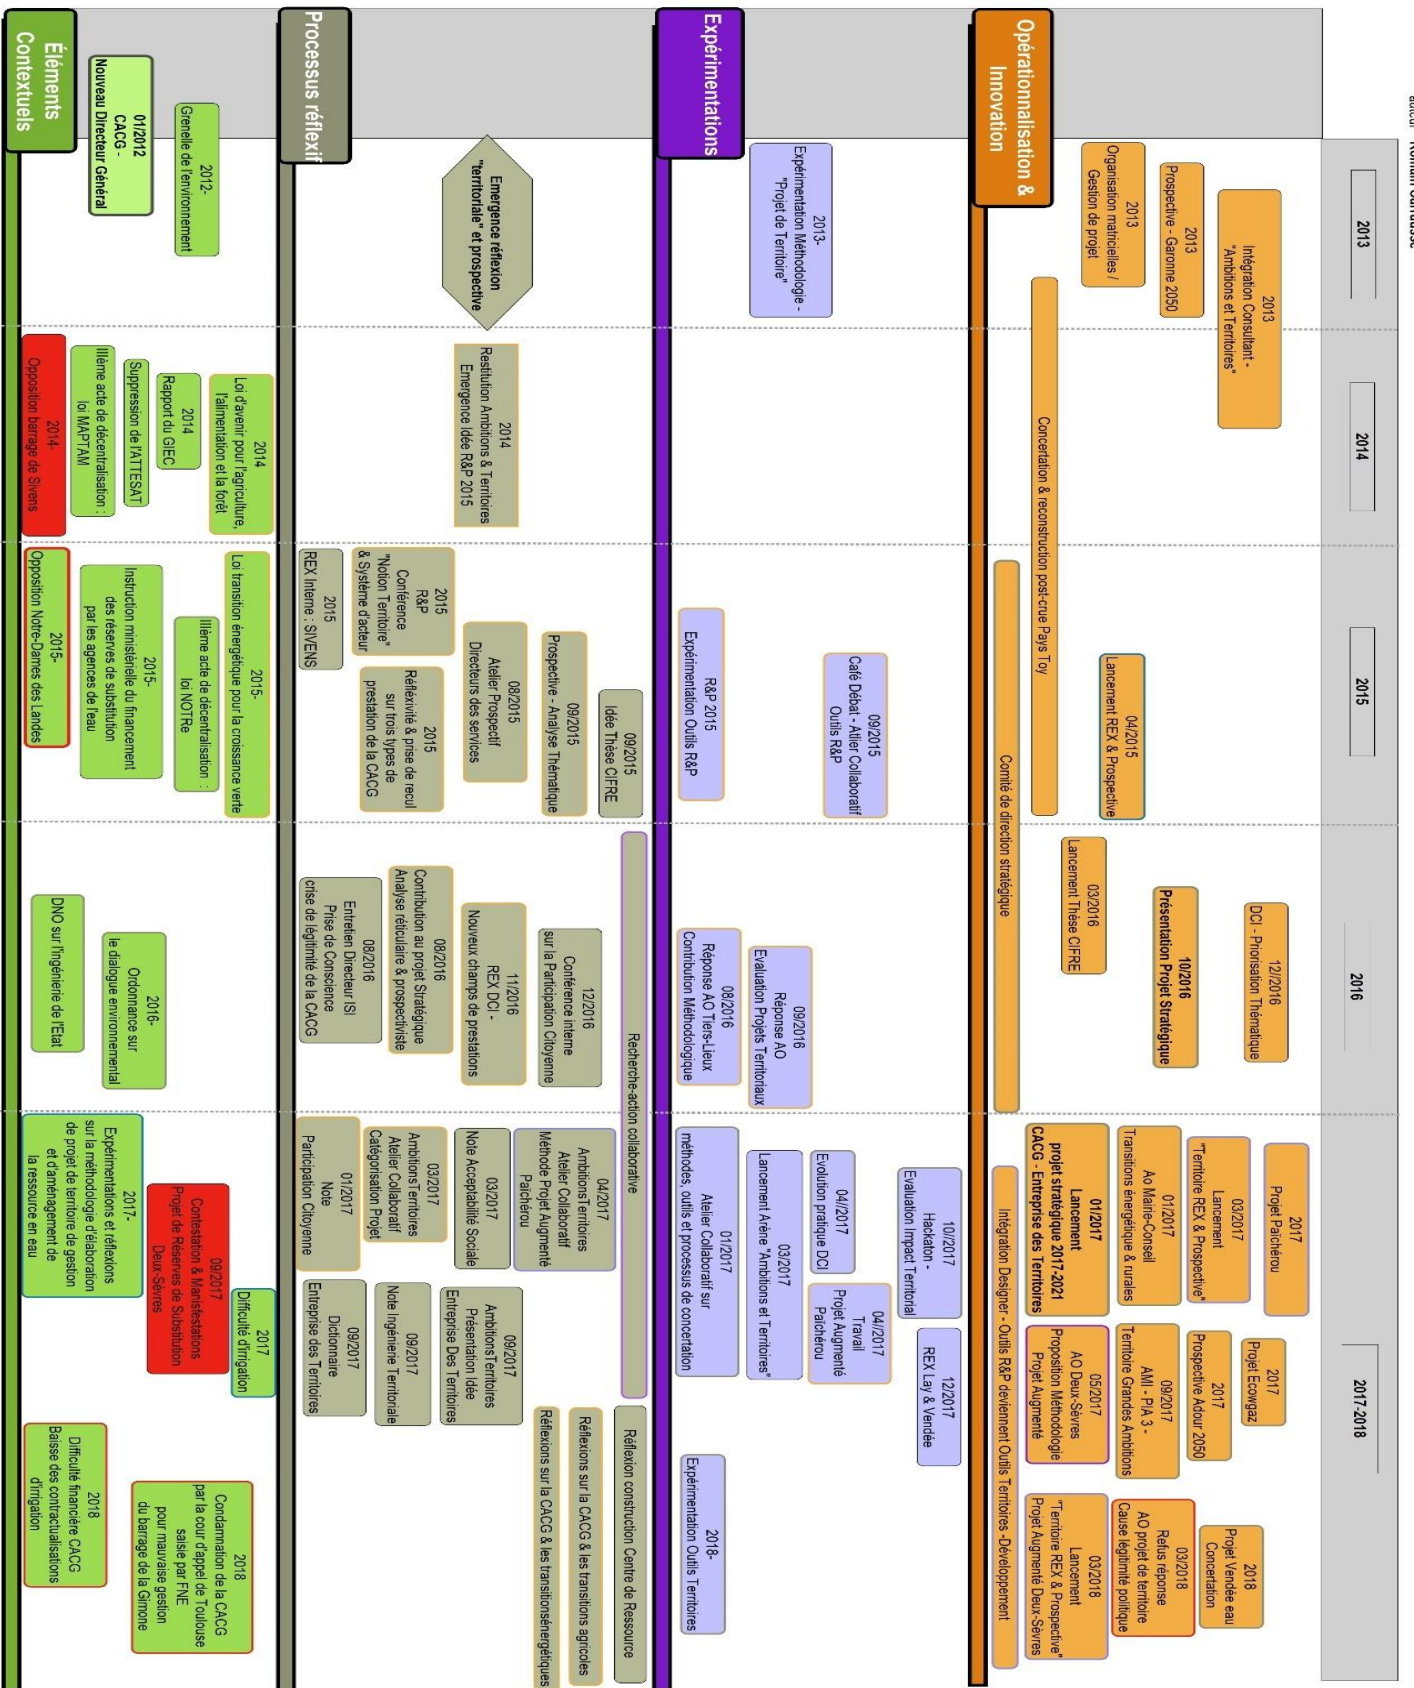 2013
2014
2015
2016
2017-2018
Opérationnalisation &
Innovation
2013
Intégration Consultant -
"Ambitions et Territoires"
2013
Prospective - Garonne 2050
2013
Organisation matricielles /
Gestion de projet
Concertation & reconstruction post-crue Pays Toy
04/2015
Lancement REX & Prospective
Comité de direction stratégique
12//2016
DCI - Priorisation Thématique
10/2016
Présentation Projet Stratégique
03/2016
Lancement Thèse CIFRE
2017
Projet Païchérou
03/2017
Lancement
"Territoire REX & Prospective"
01/2017
Ao Mairie-Conseil
Transitions énergétique & rurales
01/2017
Lancement
projet stratégique 2017-2021
CACG - Entreprise des Territoires
2017
Projet Ecowgaz
2017
Prospective Adour 2050
09/2017
AMI - PIA 3 -
Territoire Grandes Ambitions
05/2017
AO Deux-Sèvres
Proposition Méthodologie
Projet Augmenté
2018
Projet Vendée eau
Concertation
03/2018
Refus réponse
AO projet de territoire
Cause légitimité politique
03/2018
Lancement
"Territoire REX & Prospective"
Projet Augmenté Deux-Sèvres
Intégration Designer - Outils R&P deviennent Outils Territoires -Développement
Expérimentations
2013-
Expérimentation Méthodologie -
"Projet de Territoire"
09/2015
Café Débat - Atlier Collaboratif
Outils R&P
R&P 2015
Expérimentation Outils R&P
09/2016
Réponse AO
Evaluation Projets Territoriaux
08/2016
Réponse AO Tiers-Lieux
Contribution Méthodologique
10//2017
Hackaton -
Evaluation Impact Territorial
12/2017
REX Lay & Vendée
04//2017
Evolution pratique DCI
04//2017
Travail
Projet Augmenté
Païchérou
03/2017
Lancement Arène "Ambitions et Territoires"
01/2017
Atelier Collaboratif sur
méthodes, outils et processus de concertation
2018-
Expérimentation Outils Territoires
Processus réflexif
Emergence réflexion
"territoriale" et prospective
2014
Restitution Ambitions & Territoires
Emergence Idée R&P 2015
09/2015
Idée Thèse CIFRE
09/2015
Prospective - Analyse Thématique
08/2015
Atelier Prospectif
Directeurs des services
2015
R&P
Conférence
"Notion Territoire"
& Système d'acteur
2015
Réfléxivité & prise de recul
sur trois types de
prestation de la CACG
2015
REX Interne : SIVENS
Recherche-action collaborative
12/2016
Conférence interne
sur la Participation Citoyenne
11/2016
REX DCI -
Nouveaux champs de prestations
08/2016
Contribution au projet Stratégique
Analyse réticulaire & prospectiviste
08/2016
Entretien Directeur ISI
Prise de Conscience
crise de légitimité de la CACG
04/2017
AmbitionsTerritoires
Atelier Collaboratif
Méthode Projet Augmenté
Païchérou
03/2017
Note Acceptabilité Sociale
03/2017
AmbitionsTerritoires
Atelier Collaboratif
Catégorisation Projet
01/2017
Note
Participation Citoyenne
09/2017
AmbitionsTerritoires
Présentation Idée
Entreprise Des Territoires
09/2017
Note Ingénierie Territoriale
09/2017
Dictionnaire
Entreprise des Territoires
Réflexion construction Centre de Ressource
Réflexions sur la CACG & les transitions agricoles
Réflexions sur la CACG & les transitionsénergétiques
Éléments
Contextuels
2012-
Grenelle de l'environnement
01/2012
CACG -
Nouveau Directeur Général
2014
Loi d'avenir pour l'agriculture,
l'alimentation et la forêt
2014
Rapport du GIEC
Suppression de l'ATTESAT
IIIème acte de décentralisation :
loi MAPTAM
2014-
Opposition barrage de Sivens
2015-
Loi transition énergétique pour la croissance verte
IIIème acte de décentralisation :
loi NOTRe
2015-
Instruction ministérielle du financement
des réserves de substitution
par les agences de l'eau
2015-
Opposition Notre-Dames des Landes
2016-
Ordonnance sur
le dialogue environnemental
DNO sur l'ingénierie de l'Etat
2017
Difficulté d'irrigation
09/2017
Contestation & Manisfestations
Projet de Réserves de Substitution
Deux-Sèvres
2017-
Expérimentations et réflexions
sur la méthodologie d'élaboration
de projet de territoire de gestion
et d'aménagement de
la ressource en eau
2018
Condamnation de la CACG
par la cour d'appel de Toulouse
saisie par FNE
pour mauvaise gestion
du barrage de la Gimone
2018
Difficulté financière CACG
Baisse des contractualisations
d'irrigation